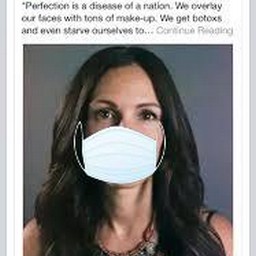 "Perfection is a disease of a nation. We overlay
our faces with tons of make-up. We get botoxs
and even starve ourselves to... Continue Reading